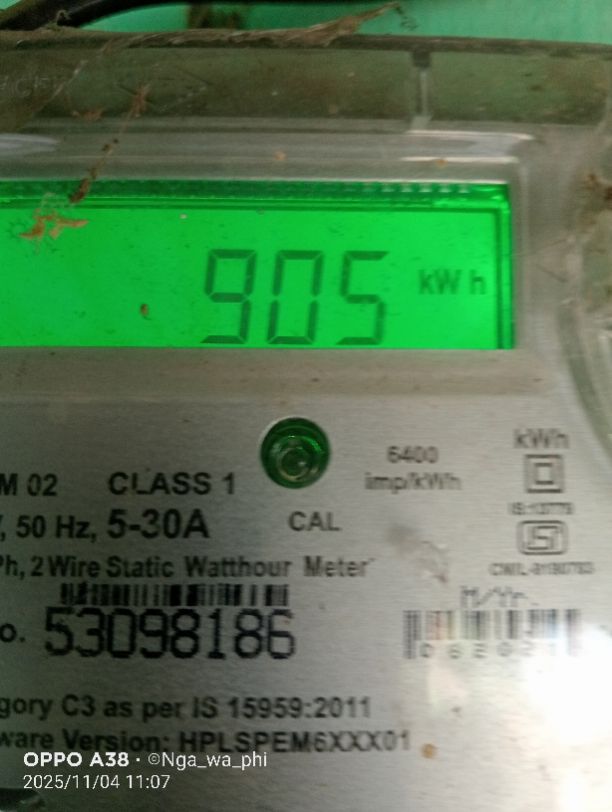 905 kWh
6400
imp/kWh
kWh
M 02 CLASS 1
, 50 Hz, 5-30A
CAL
Ph, 2 Wire Static Watthour Meter
M/Yr.
o. 53098186
gory C3 as per IS 15959:2011
ware Version: HPLSPEM6XXX01
OPPO A38 · ©Nga_wa_phi
2025/11/04 11:07